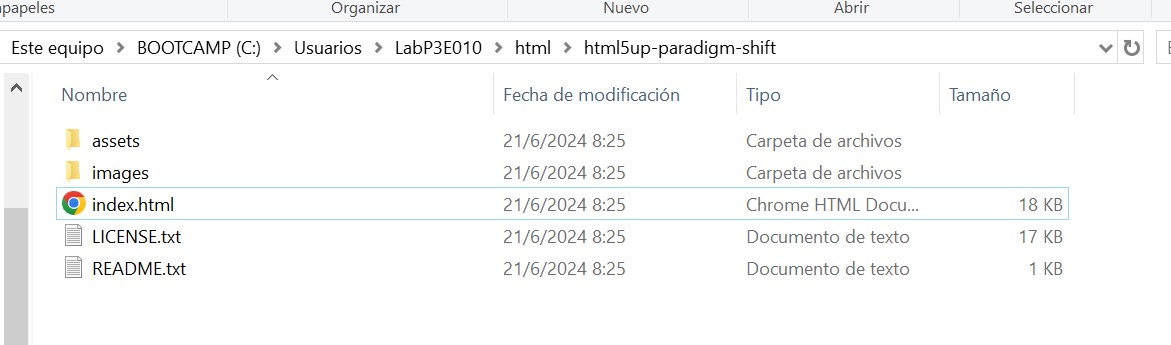 papeles Organizar Nuevo Abrir Seleccionar
Este equipo > BOOTCAMP (C:) > Usuarios > LabP3E010 > html > html5up-paradigm-shift
Nombre Fecha de modificación Tipo Tamaño
assets 21/6/2024 8:25 Carpeta de archivos
images 21/6/2024 8:25 Carpeta de archivos
index.html 21/6/2024 8:25 Chrome HTML Docu... 18 KB
LICENSE.txt 21/6/2024 8:25 Documento de texto 17 KB
README.txt 21/6/2024 8:25 Documento de texto 1 KB